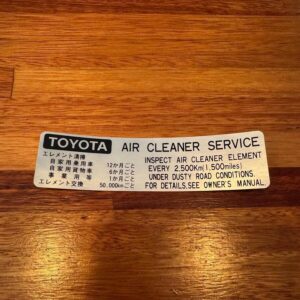 TOYOTA AIR CLEANER SERVICE
エレメント清掃
自家用乗用車 12か月ごと
自家用貨物車 6か月ごと
事業用等 1か月ごと
エレメント交換 50.000kmごと
INSPECT AIR CLEANER ELEMENT
EVERY 2,500Km(1,500miles)
UNDER DUSTY ROAD CONDITIONS.
FOR DETAILS,SEE OWNER'S MANUAL.